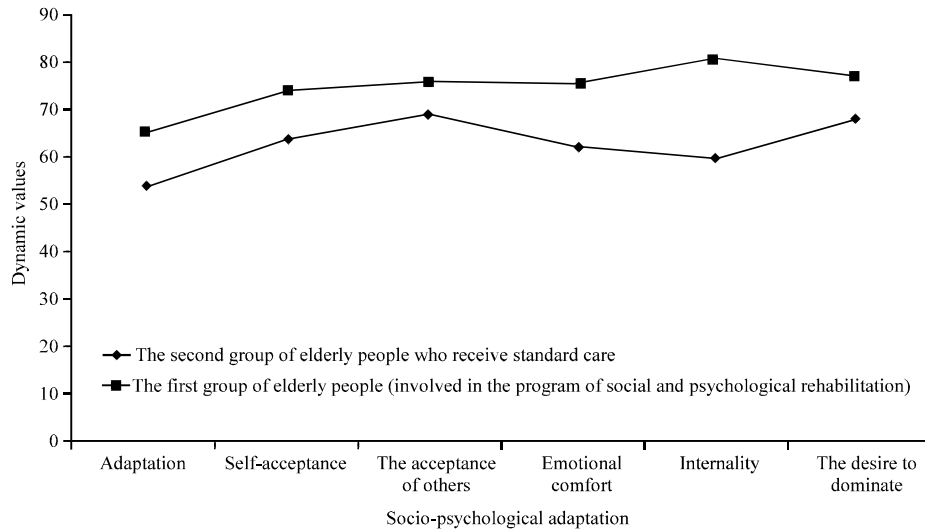 90
80
70
60
50
40
30
20
10
0
Dynamic values
The second group of elderly people who receive standard care
The first group of elderly people (involved in the program of social and psychological rehabilitation)
Adaptation
Self-acceptance
The acceptance
of others
Emotional
comfort
Internality
The desire to
dominate
Socio-psychological adaptation